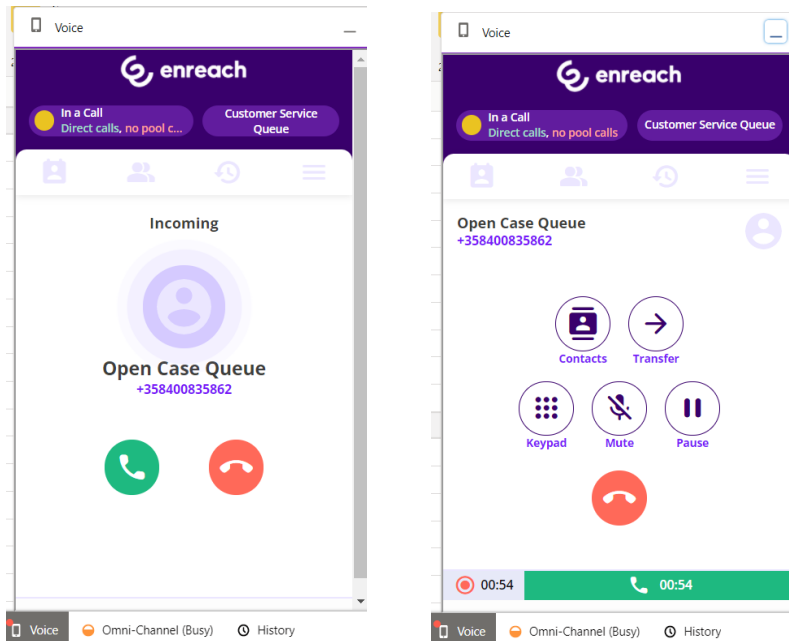 Voice
enreach
In a Call
Direct calls, no pool c...
Customer Service
Queue
Incoming
Open Case Queue
+358400835862
Voice
Omni-Channel (Busy)
History
Voice
enreach
In a Call
Direct calls, no pool calls
Customer Service Queue
Open Case Queue
+358400835862
Contacts
Transfer
Keypad
Mute
Pause
00:54
00:54
Voice
Omni-Channel (Busy)
History